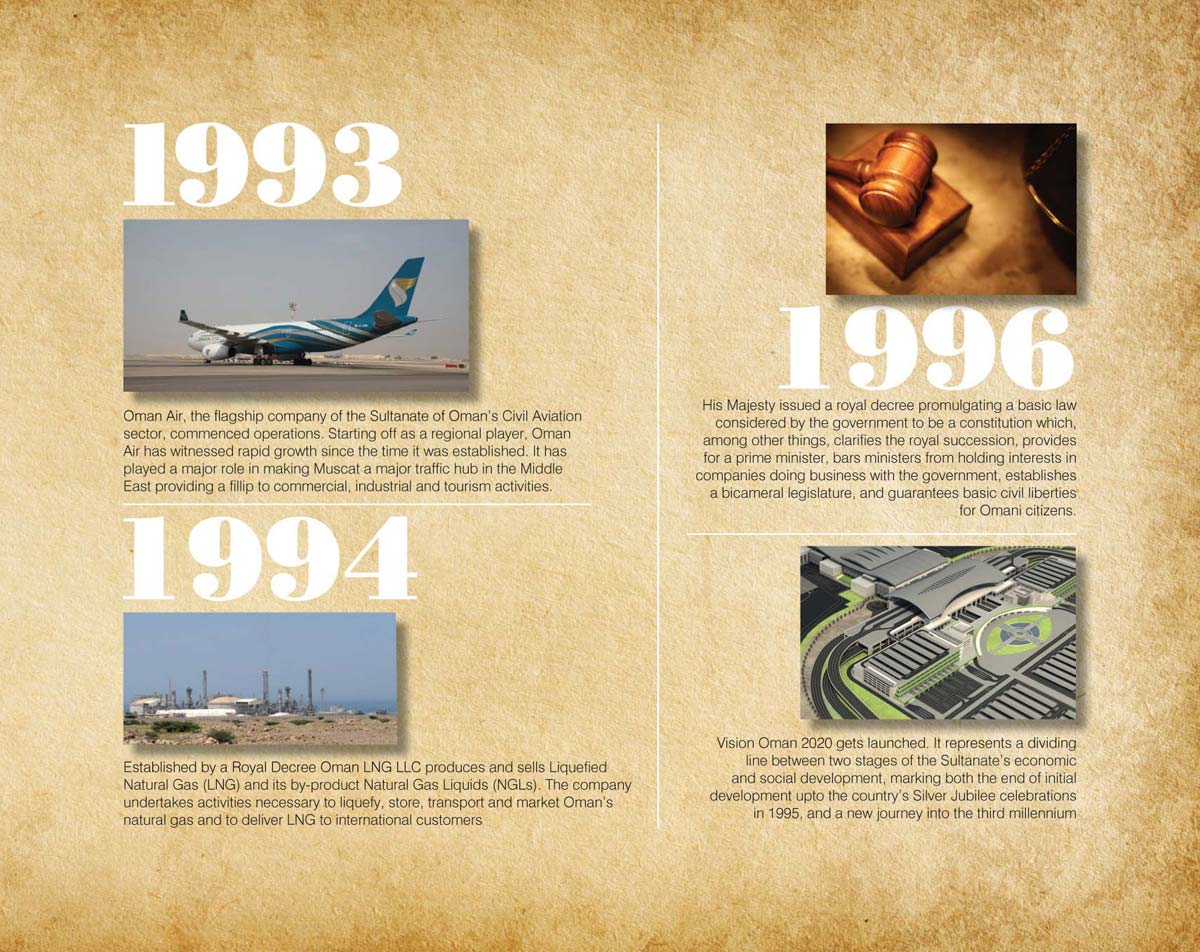 1993
Oman Air, the flagship company of the Sultanate of Oman's Civil Aviation
sector, commenced operations. Starting off as a regional player, Oman
Air has witnessed rapid growth since the time it was established. It has
played a major role in making Muscat a major traffic hub in the Middle
East providing a fillip to commercial, industrial and tourism activities.
1994
Established by a Royal Decree Oman LNG LLC produces and sells Liquefied
Natural Gas (LNG) and its by-product Natural Gas Liquids (NGLs). The company
undertakes activities necessary to liquefy, store, transport and market Oman's
natural gas and to deliver LNG to international customers
1996
His Majesty issued a royal decree promulgating a basic law
considered by the government to be a constitution which,
among other things, clarifies the royal succession, provides
for a prime minister, bars ministers from holding interests in
companies doing business with the government, establishes
a bicameral legislature, and guarantees basic civil liberties
for Omani citizens.
Vision Oman 2020 gets launched. It represents a dividing
line between two stages of the Sultanate's economic
and social development, marking both the end of initial
development upto the country's Silver Jubilee celebrations
in 1995, and a new journey into the third millennium